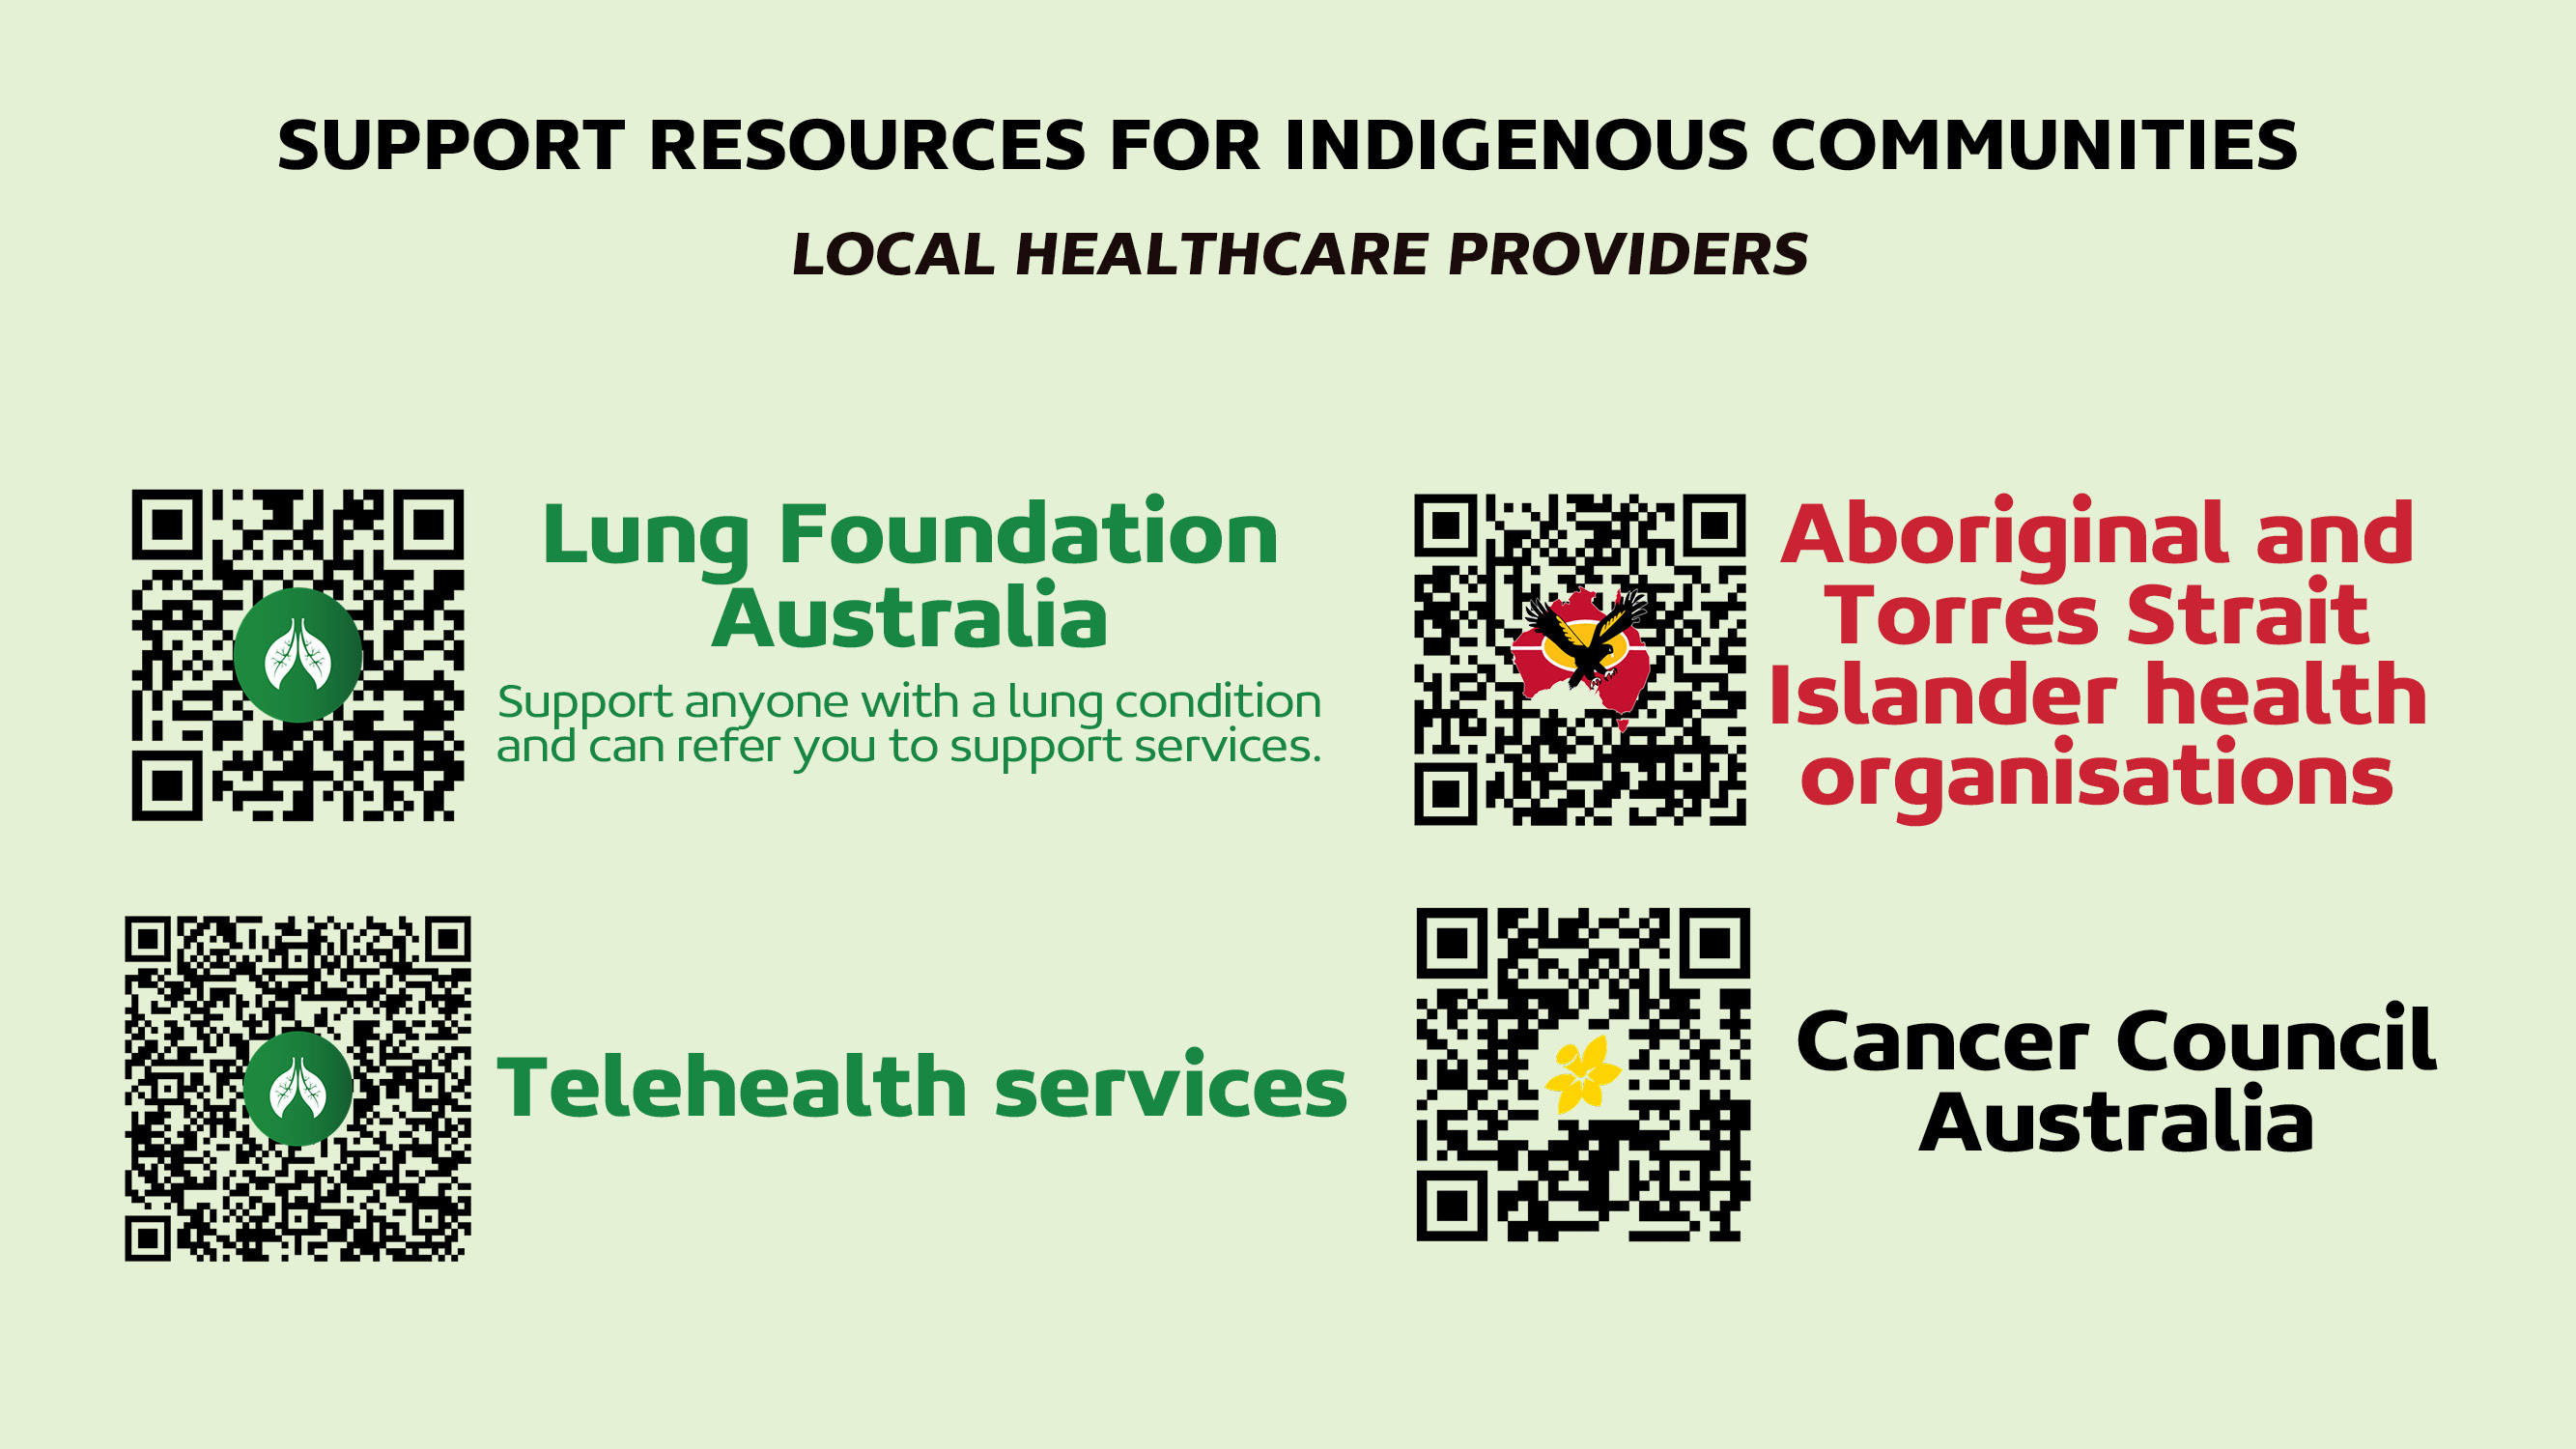 SUPPORT RESOURCES FOR INDIGENOUS COMMUNITIES
LOCAL HEALTHCARE PROVIDERS
Lung Foundation
Australia
Support anyone with a lung condition
and can refer you to support services.
Aboriginal and
Torres Strait
Islander health
organisations
Telehealth services
Cancer Council
Australia